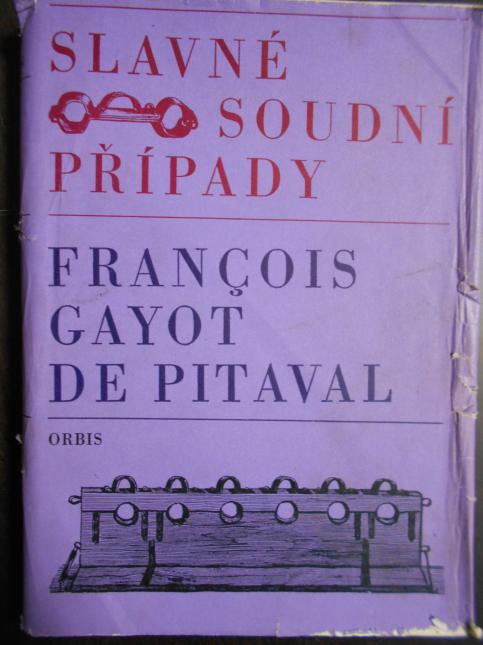 SLAVNÉ
SOUDNÍ
PŘÍPADY
FRANÇOIS
GAYOT
DE PITAVAL
ORBIS